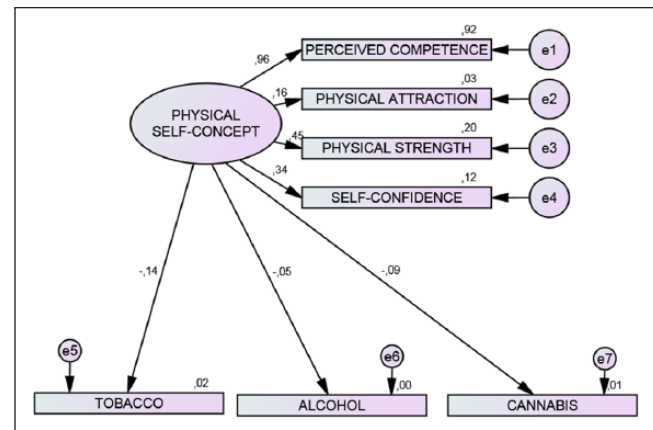 ,92
PERCEIVED COMPETENCE
e1
,96
,03
PHYSICAL ATTRACTION
e2
,16
PHYSICAL
SELF-CONCEPT
,20
PHYSICAL STRENGTH
e3
,45
,12
SELF-CONFIDENCE
e4
,34
-,14
-,05
-,09
e5
,02
TOBACCO
e6
,00
ALCOHOL
e7
,01
CANNABIS